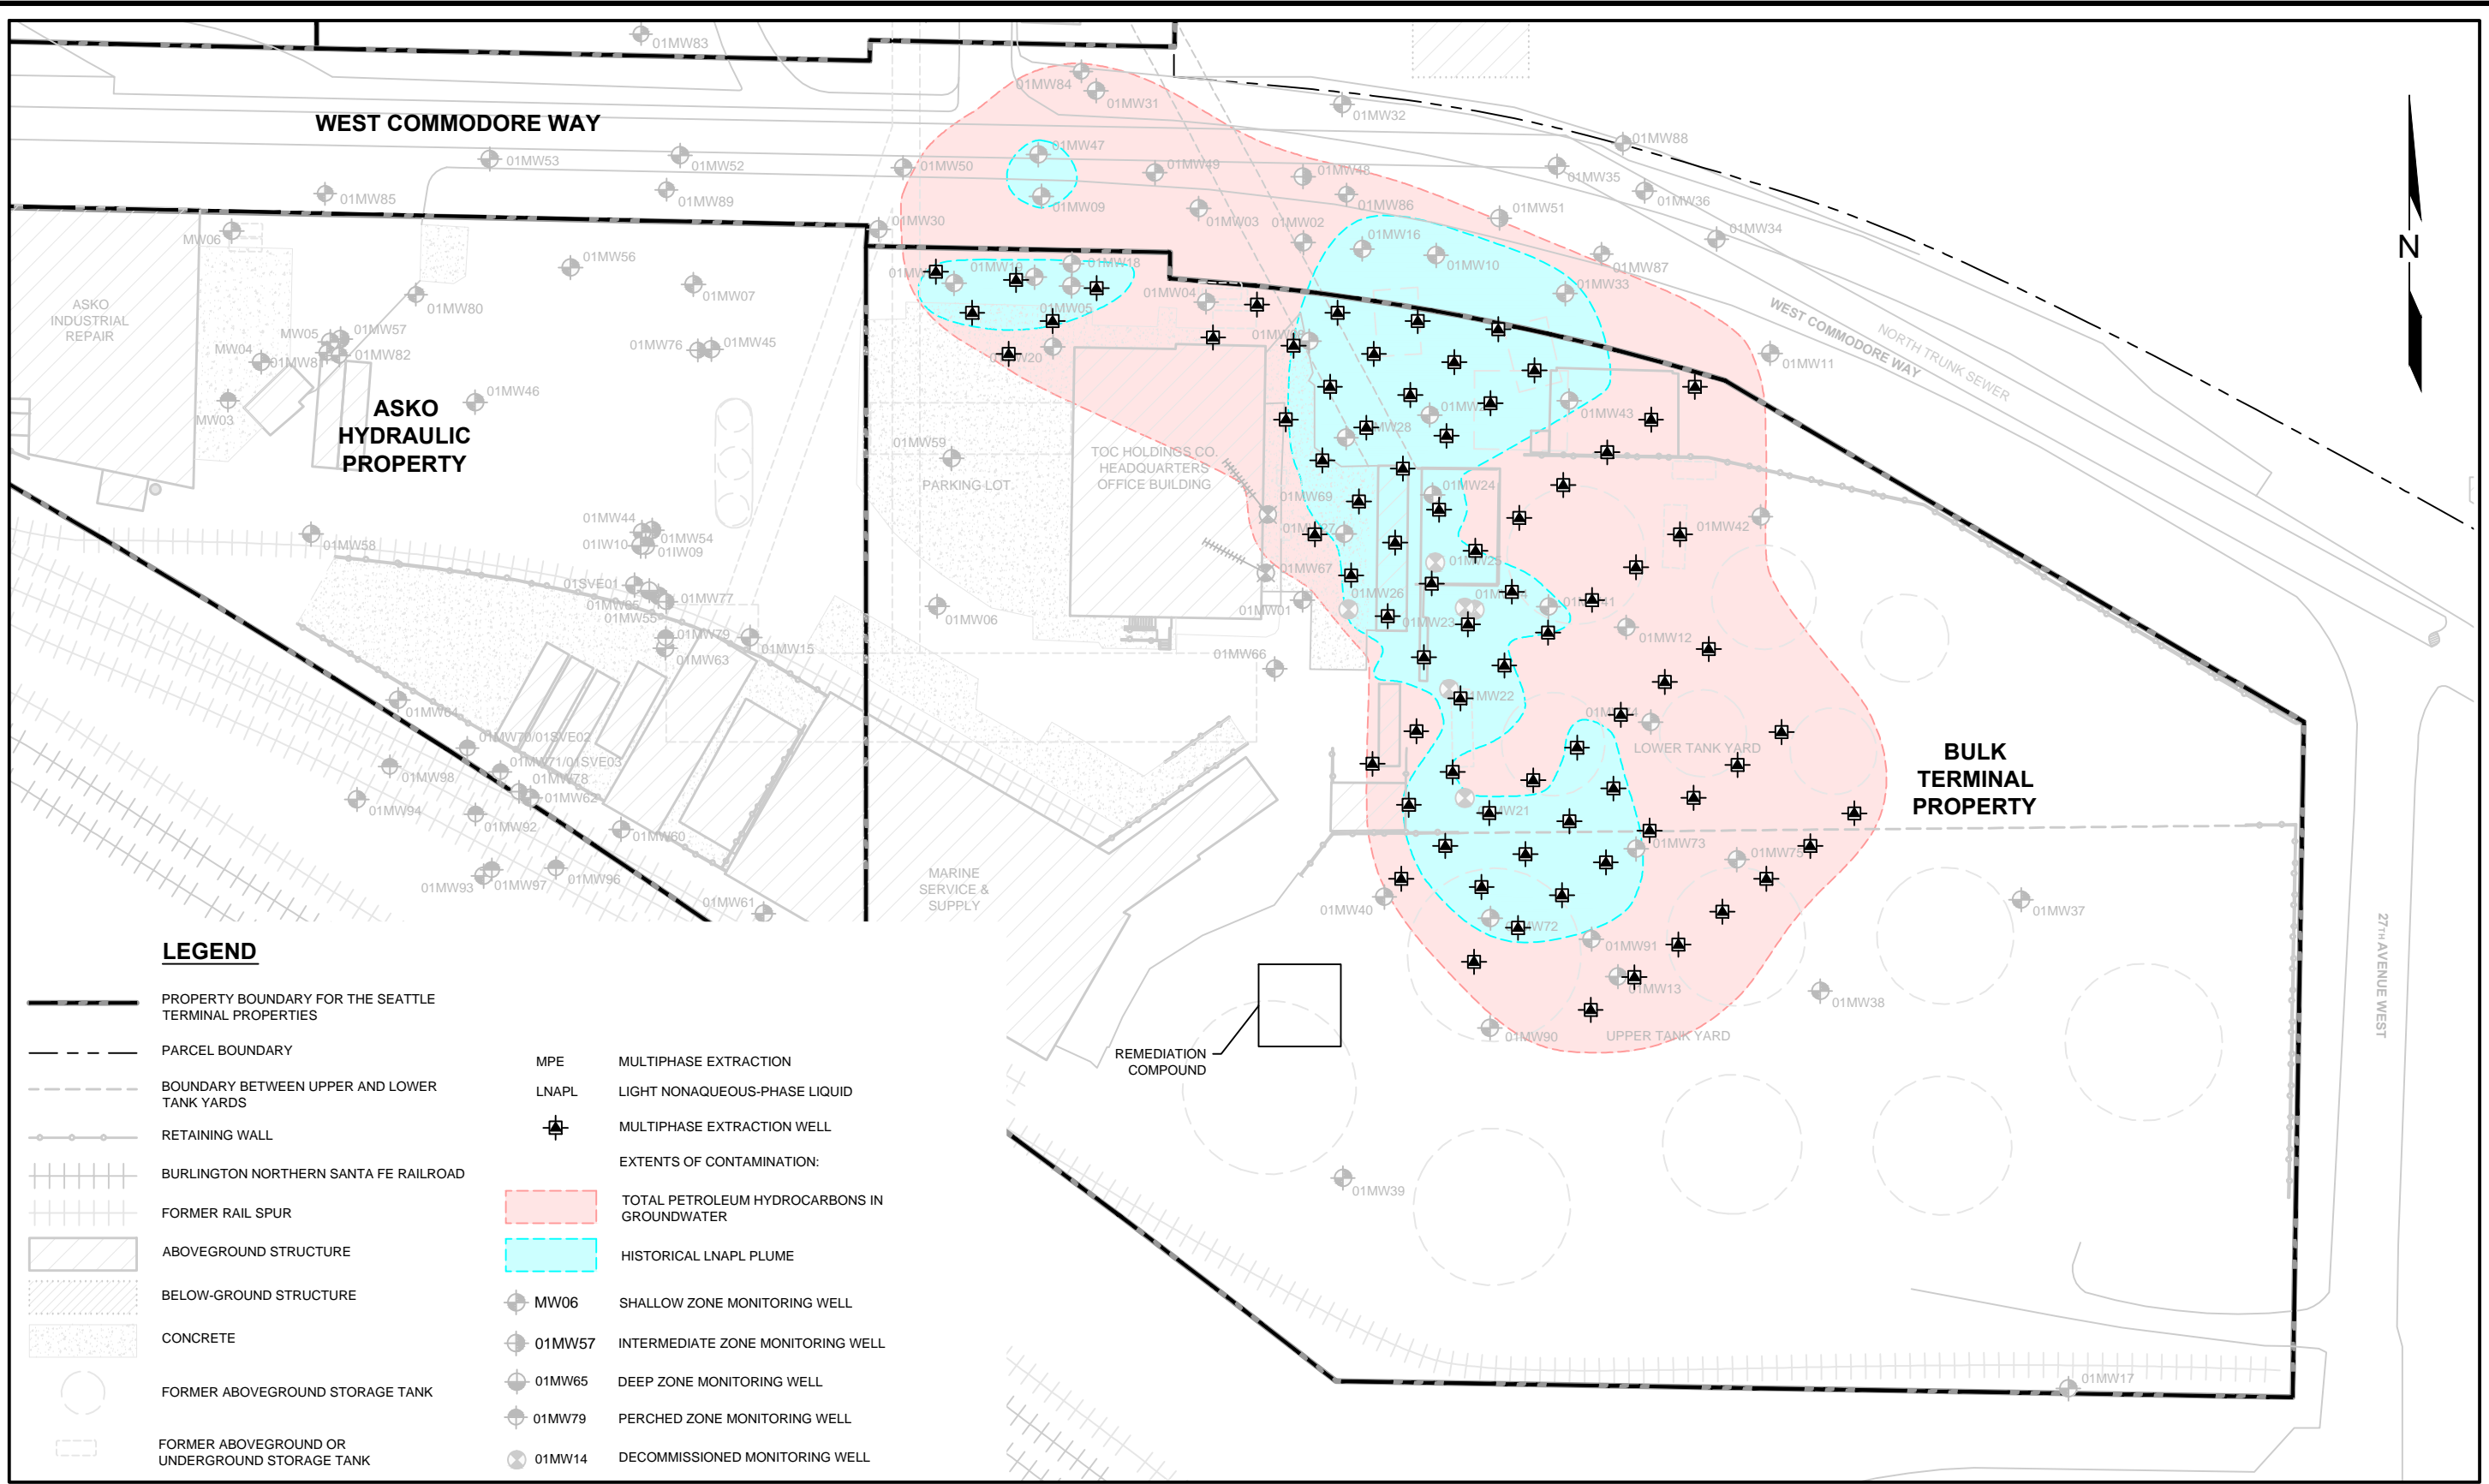 01MW83
01MW84
01MW31
01MW32
WEST COMMODORE WAY
01MW88
01MW53
01MW52
01MW50
01MW47
01MW49
01MW48
01MW35
01MW36
01MW85
01MW89
01MW09
01MW03
01MW02
01MW86
01MW51
01MW34
01MW30
MW06
01MW56
01MW18
01MW16
01MW10
01MW87
N
01MW07
01MW80
01MW05
01MW04
01MW33
ASKO
INDUSTRIAL
REPAIR
MW05
01MW57
MW04
01MW82
01MW76
01MW45
01MW11
WEST COMMODORE WAY
NORTH TRUNK SEWER
MW03
01MW46
ASKO
HYDRAULIC
PROPERTY
01MW43
01MW59
PARKING LOT
TOC HOLDINGS CO.
HEADQUARTERS
OFFICE BUILDING
01MW69
01MW24
01MW42
01MW44
01MW54
01IW10
01IW09
01MW58
01SVE01
01MW77
01MW55
01MW67
01MW25
01MW26
01MW01
01MW06
01MW79
01MW63
01MW15
01MW23
01MW12
01MW66
01MW64
LOWER TANK YARD
01MW70/01SVE02
01MW71/01SVE03
01MW78
01MW62
01MW98
01MW94
01MW92
01MW60
BULK
TERMINAL
PROPERTY
01MW73
01MW75
01MW93
01MW97
01MW96
01MW61
MARINE
SERVICE &
SUPPLY
01MW40
01MW37
01MW91
01MW13
01MW38
01MW90
UPPER TANK YARD
27TH AVENUE WEST
REMEDIATION
COMPOUND
01MW39
01MW17
LEGEND
PROPERTY BOUNDARY FOR THE SEATTLE
TERMINAL PROPERTIES
PARCEL BOUNDARY
BOUNDARY BETWEEN UPPER AND LOWER
TANK YARDS
RETAINING WALL
BURLINGTON NORTHERN SANTA FE RAILROAD
FORMER RAIL SPUR
ABOVEGROUND STRUCTURE
BELOW-GROUND STRUCTURE
CONCRETE
FORMER ABOVEGROUND STORAGE TANK
FORMER ABOVEGROUND OR
UNDERGROUND STORAGE TANK
MPE MULTIPHASE EXTRACTION
LNAPL LIGHT NONAQUEOUS-PHASE LIQUID
MULTIPHASE EXTRACTION WELL
EXTENTS OF CONTAMINATION:
TOTAL PETROLEUM HYDROCARBONS IN
GROUNDWATER
HISTORICAL LNAPL PLUME
MW06 SHALLOW ZONE MONITORING WELL
01MW57 INTERMEDIATE ZONE MONITORING WELL
01MW65 DEEP ZONE MONITORING WELL
01MW79 PERCHED ZONE MONITORING WELL
01MW14 DECOMMISSIONED MONITORING WELL